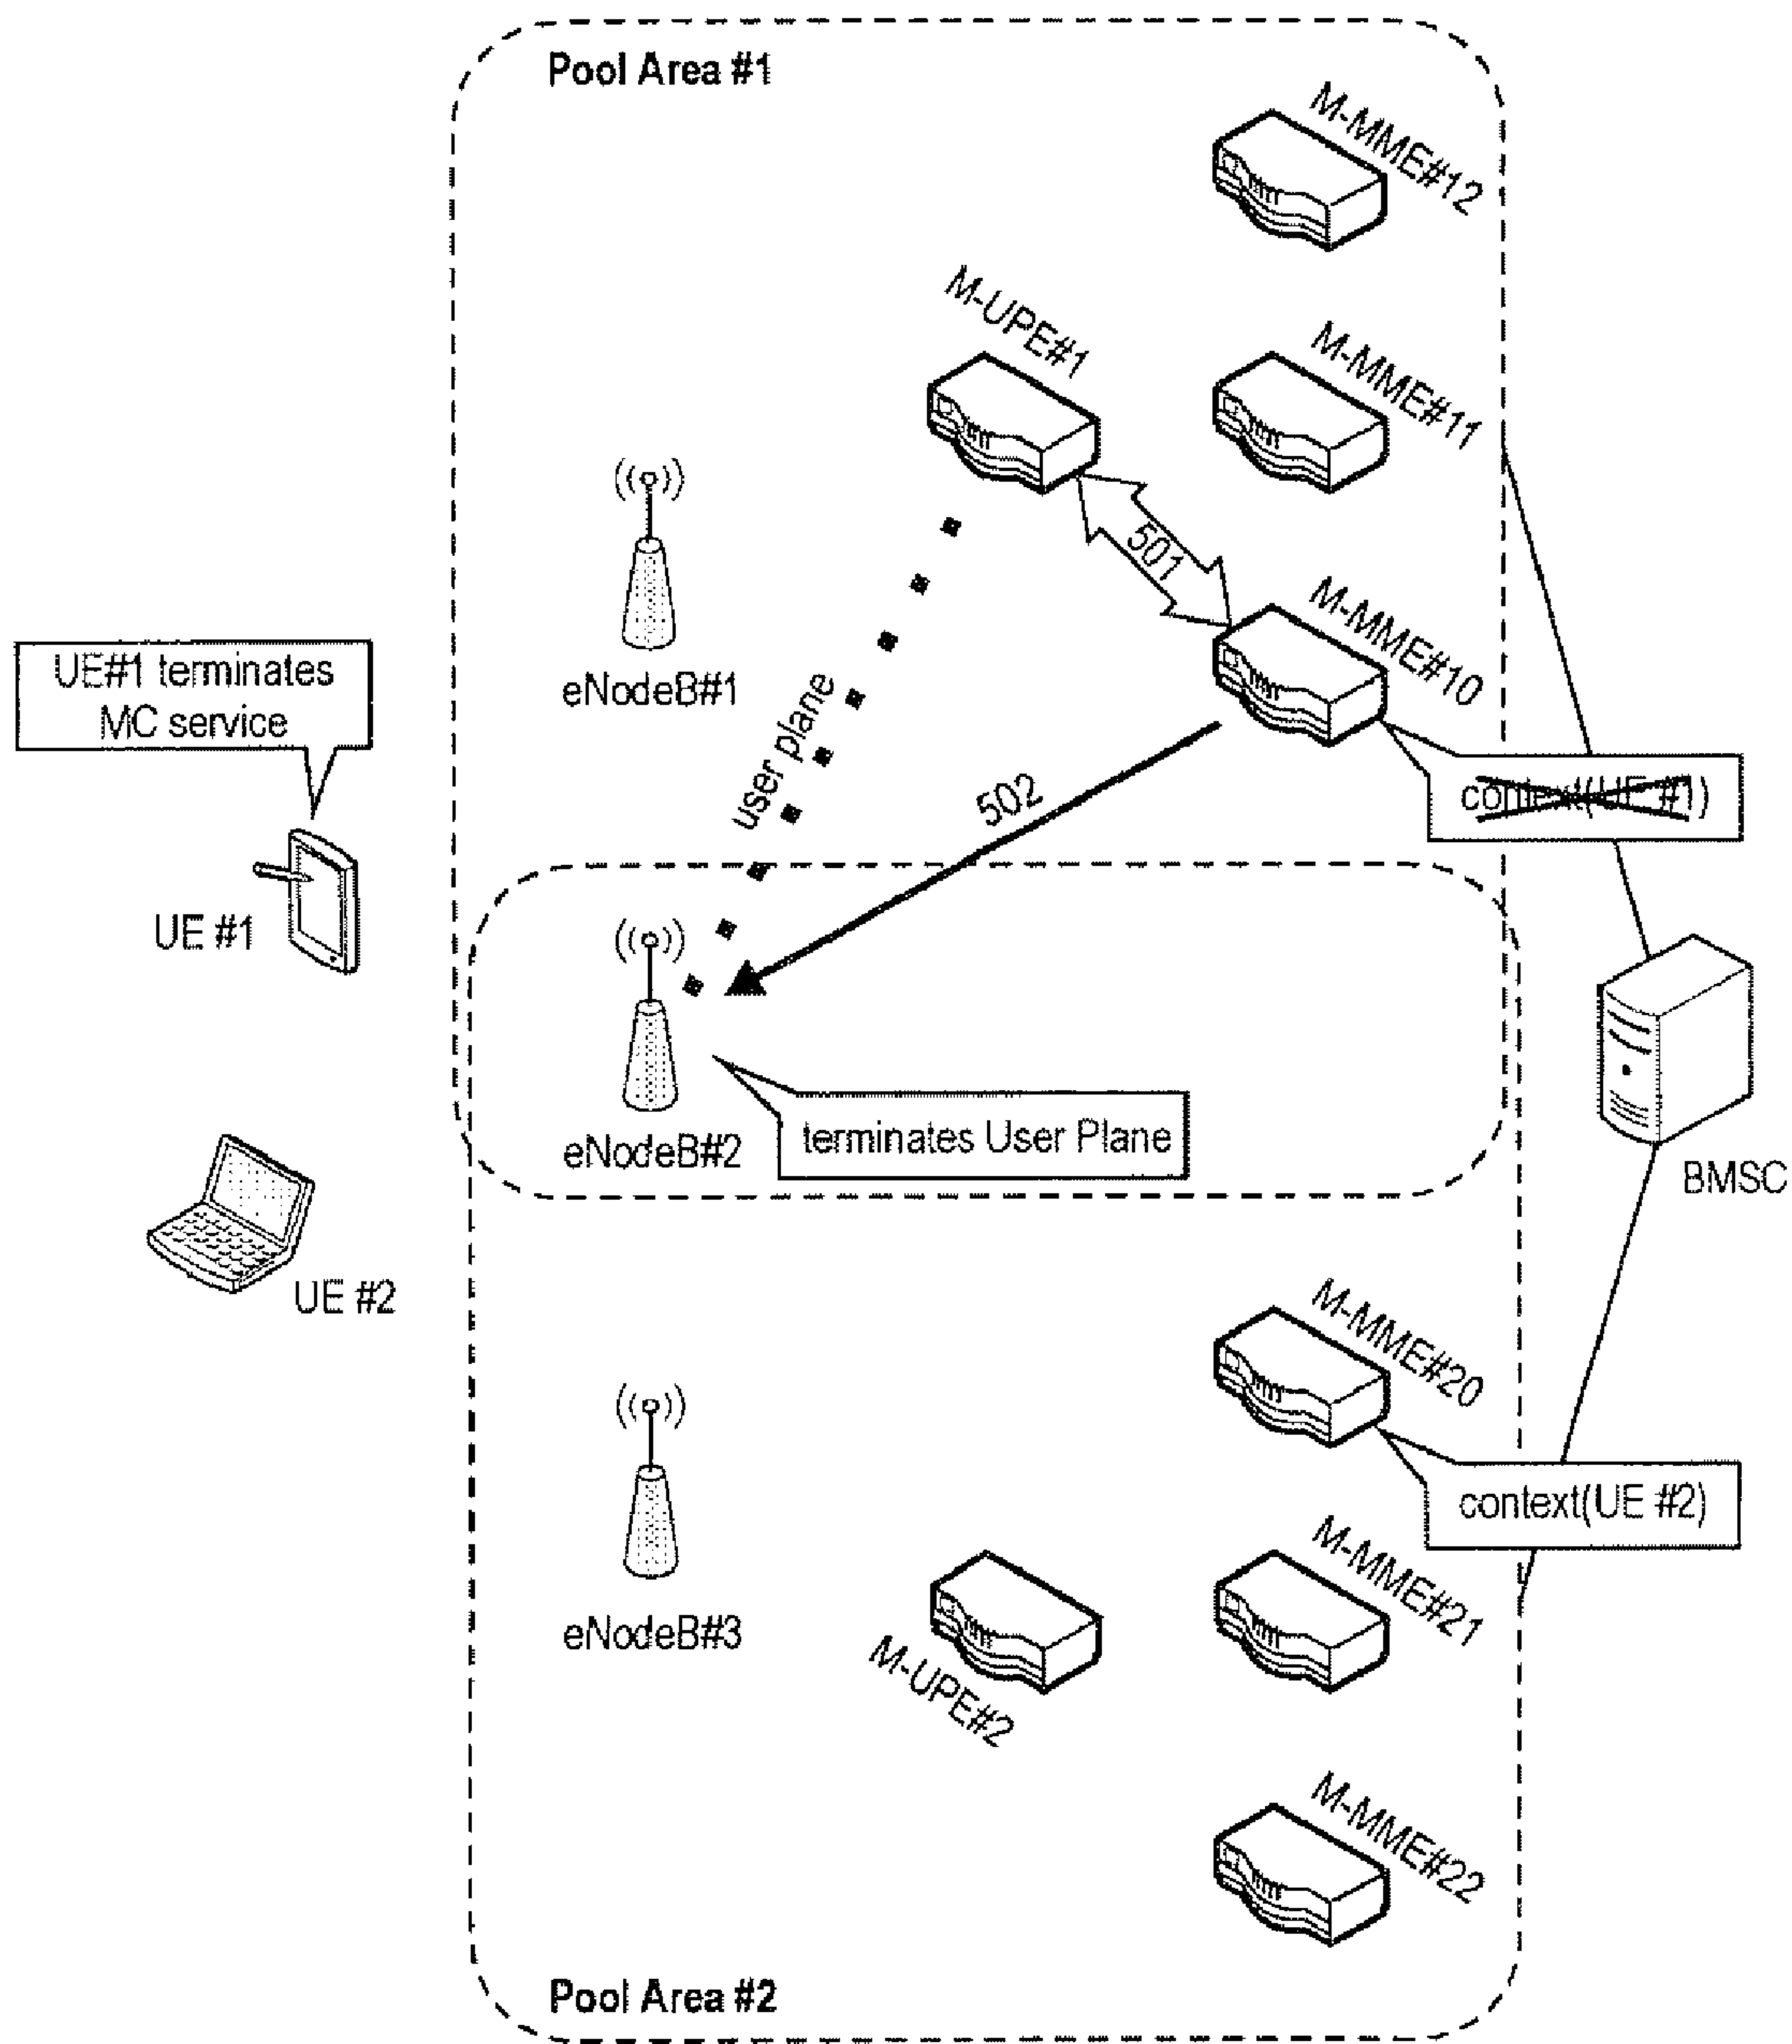 Pool Area #1
M-MME#12
M-UPE#1
M-MME#11
501
M-MME#10
eNodeB#1
UE#1 terminates
MC service
user plane
502
context(UE #1)
UE #1
terminates User Plane
eNodeB#2
BMSC
UE #2
M-MME#20
context(UE #2)
M-MME#21
eNodeB#3
M-UPE#2
M-MME#22
Pool Area #2